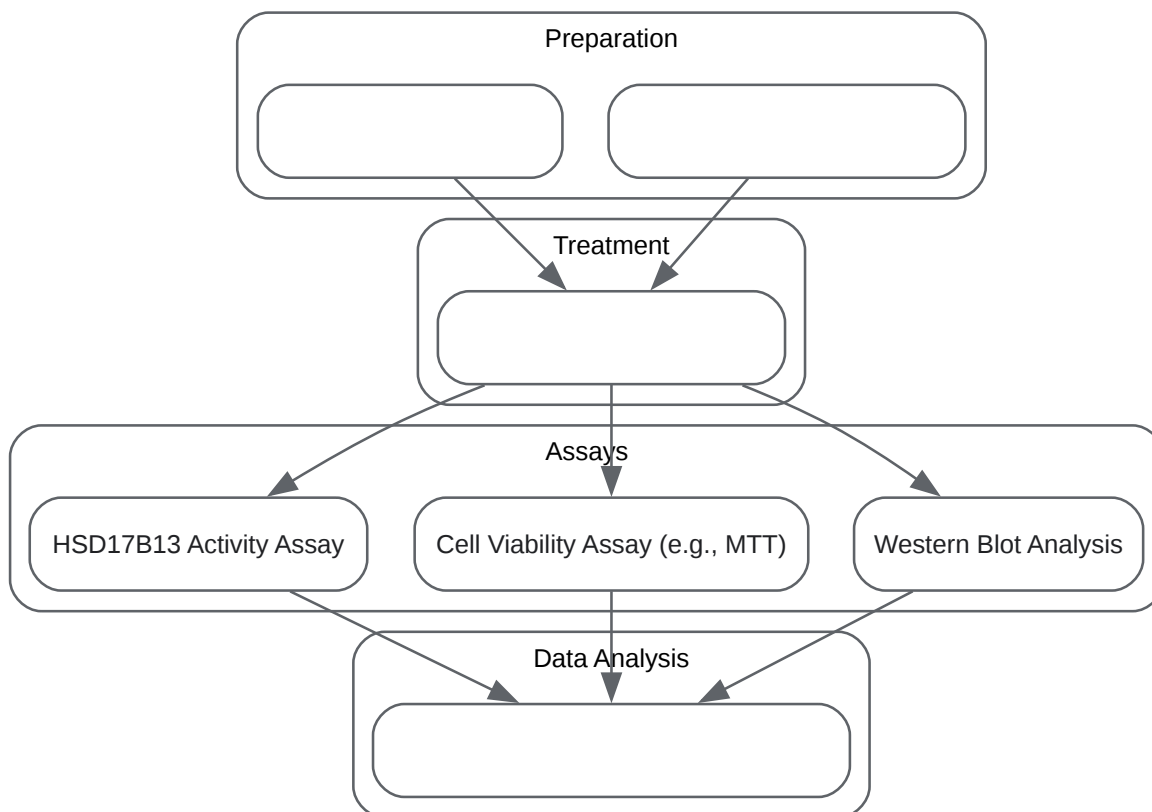 Preparation
Treatment
Assays
HSD17B13 Activity Assay
Cell Viability Assay (e.g., MTT)
Western Blot Analysis
Data Analysis